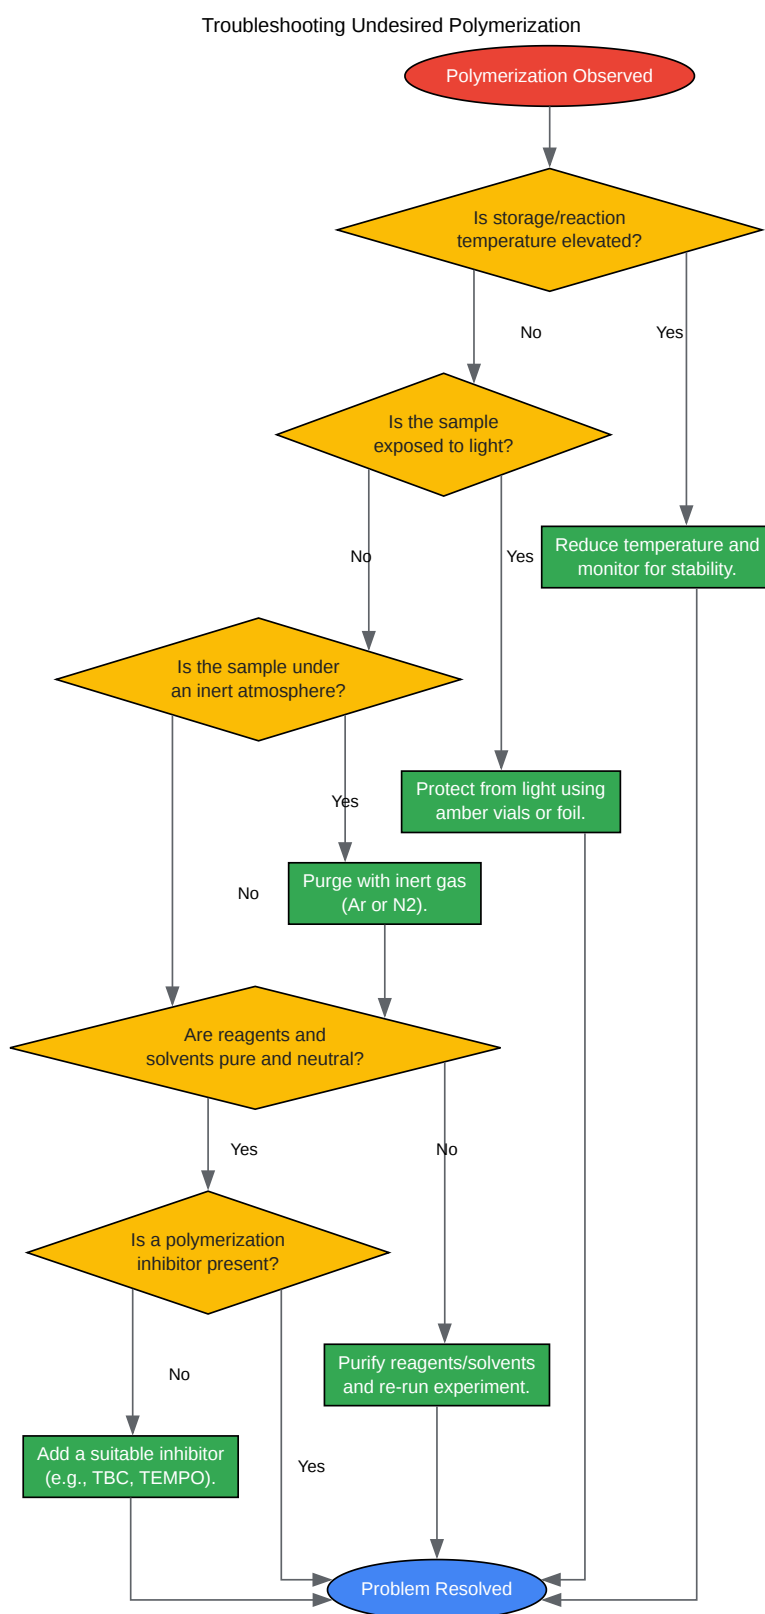 Troubleshooting Undesired Polymerization
Polymerization Observed
Is storage/reaction
temperature elevated?
No
Yes
Is the sample
exposed to light?
No
Yes
Reduce temperature and
monitor for stability.
Is the sample under
an inert atmosphere?
Yes
Protect from light using
amber vials or foil.
No
Purge with inert gas
(Ar or N2).
Are reagents and
solvents pure and neutral?
Yes
No
Is a polymerization
inhibitor present?
No
Purify reagents/solvents
and re-run experiment.
Add a suitable inhibitor
(e.g., TBC, TEMPO).
Yes
Problem Resolved